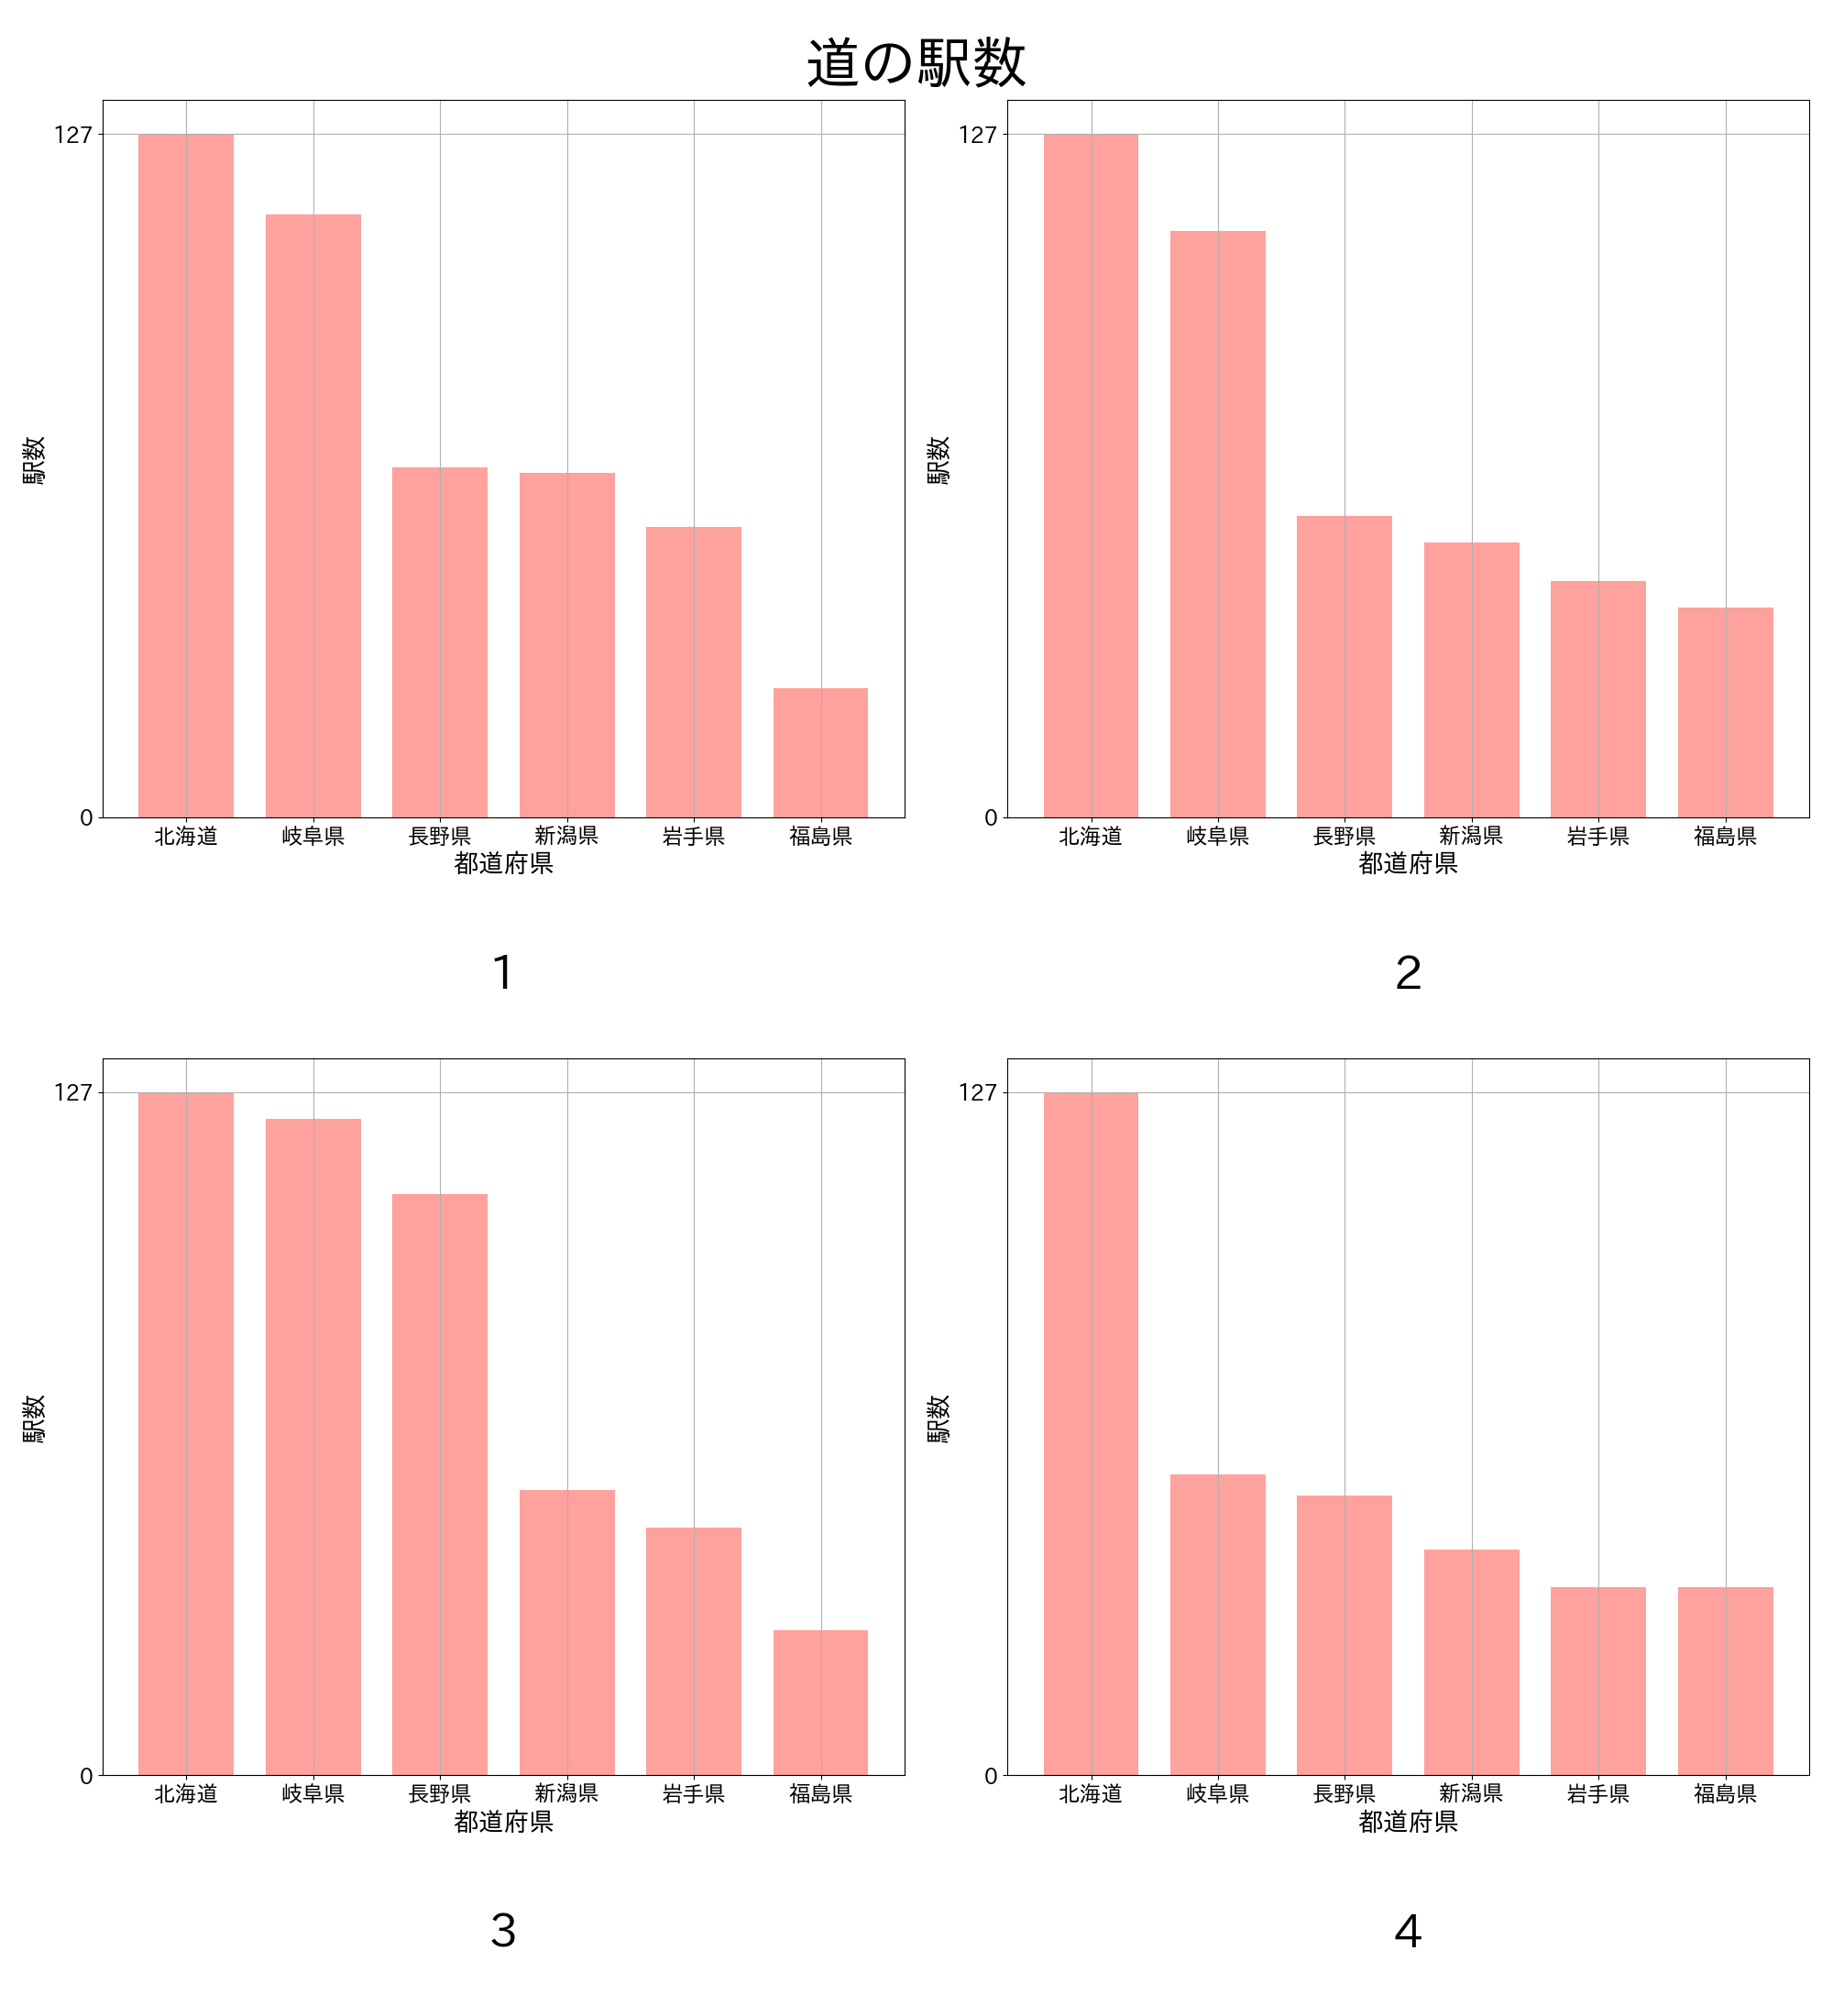 道の駅数
127
駅数
0
北海道 岐阜県 長野県 新潟県 岩手県 福島県
都道府県
1
127
駅数
0
北海道 岐阜県 長野県 新潟県 岩手県 福島県
都道府県
2
127
駅数
0
北海道 岐阜県 長野県 新潟県 岩手県 福島県
都道府県
3
127
駅数
0
北海道 岐阜県 長野県 新潟県 岩手県 福島県
都道府県
4